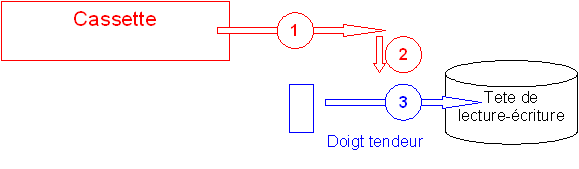 Cassette
1
2
3
Tete de
lecture-écriture
Doigt tendeur